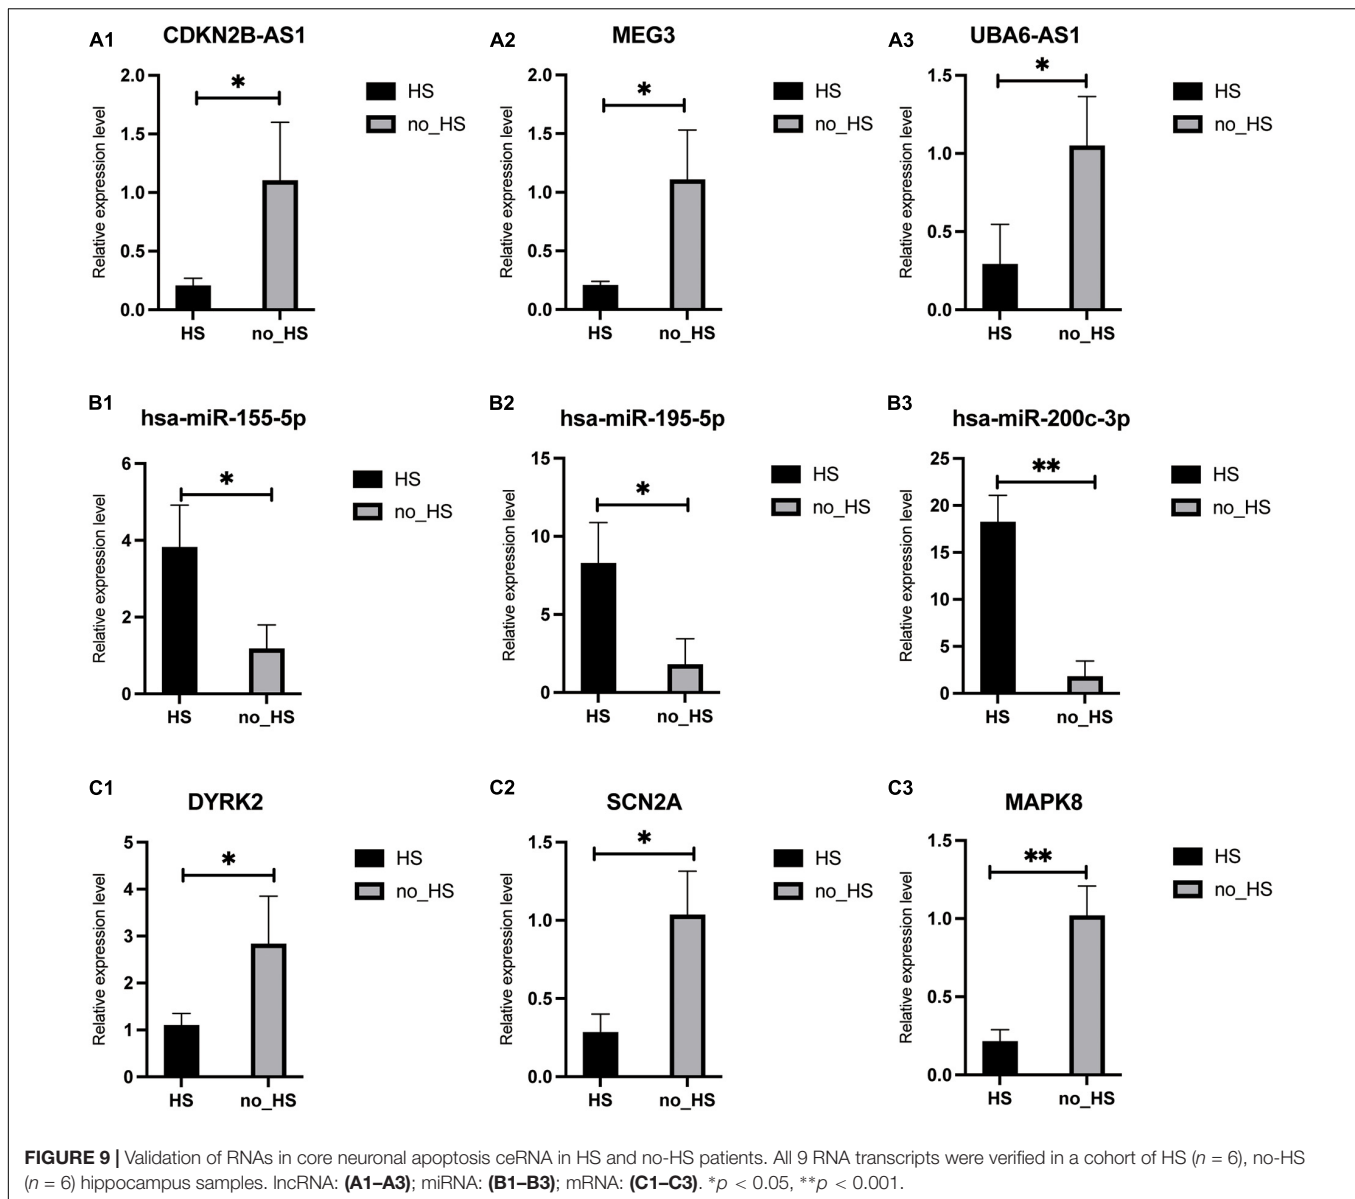 A1
CDKN2B-AS1
Relative expression level
2.0
1.5
1.0
0.5
0.0
*
HS
no_HS
HS
no_HS
A2
MEG3
Relative expression level
2.0
1.5
1.0
0.5
0.0
*
HS
no_HS
HS
no_HS
A3
UBA6-AS1
Relative expression level
1.5
1.0
0.5
0.0
*
HS
no_HS
HS
no_HS
B1
hsa-miR-155-5p
Relative expression level
6
4
2
0
*
HS
no_HS
HS
no_HS
B2
hsa-miR-195-5p
Relative expression level
15
10
5
0
*
HS
no_HS
HS
no_HS
B3
hsa-miR-200c-3p
Relative expression level
25
20
15
10
5
0
**
HS
no_HS
HS
no_HS
C1
DYRK2
Relative expression level
5
4
3
2
1
0
*
HS
no_HS
HS
no_HS
C2
SCN2A
Relative expression level
1.5
1.0
0.5
0.0
*
HS
no_HS
HS
no_HS
C3
MAPK8
Relative expression level
1.5
1.0
0.5
0.0
**
HS
no_HS
HS
no_HS
FIGURE 9 | Validation of RNAs in core neuronal apoptosis ceRNA in HS and no-HS patients. All 9 RNA transcripts were verified in a cohort of HS (n = 6), no-HS
(n = 6) hippocampus samples. lncRNA: (A1–A3); miRNA: (B1–B3); mRNA: (C1–C3). *p < 0.05, **p < 0.001.